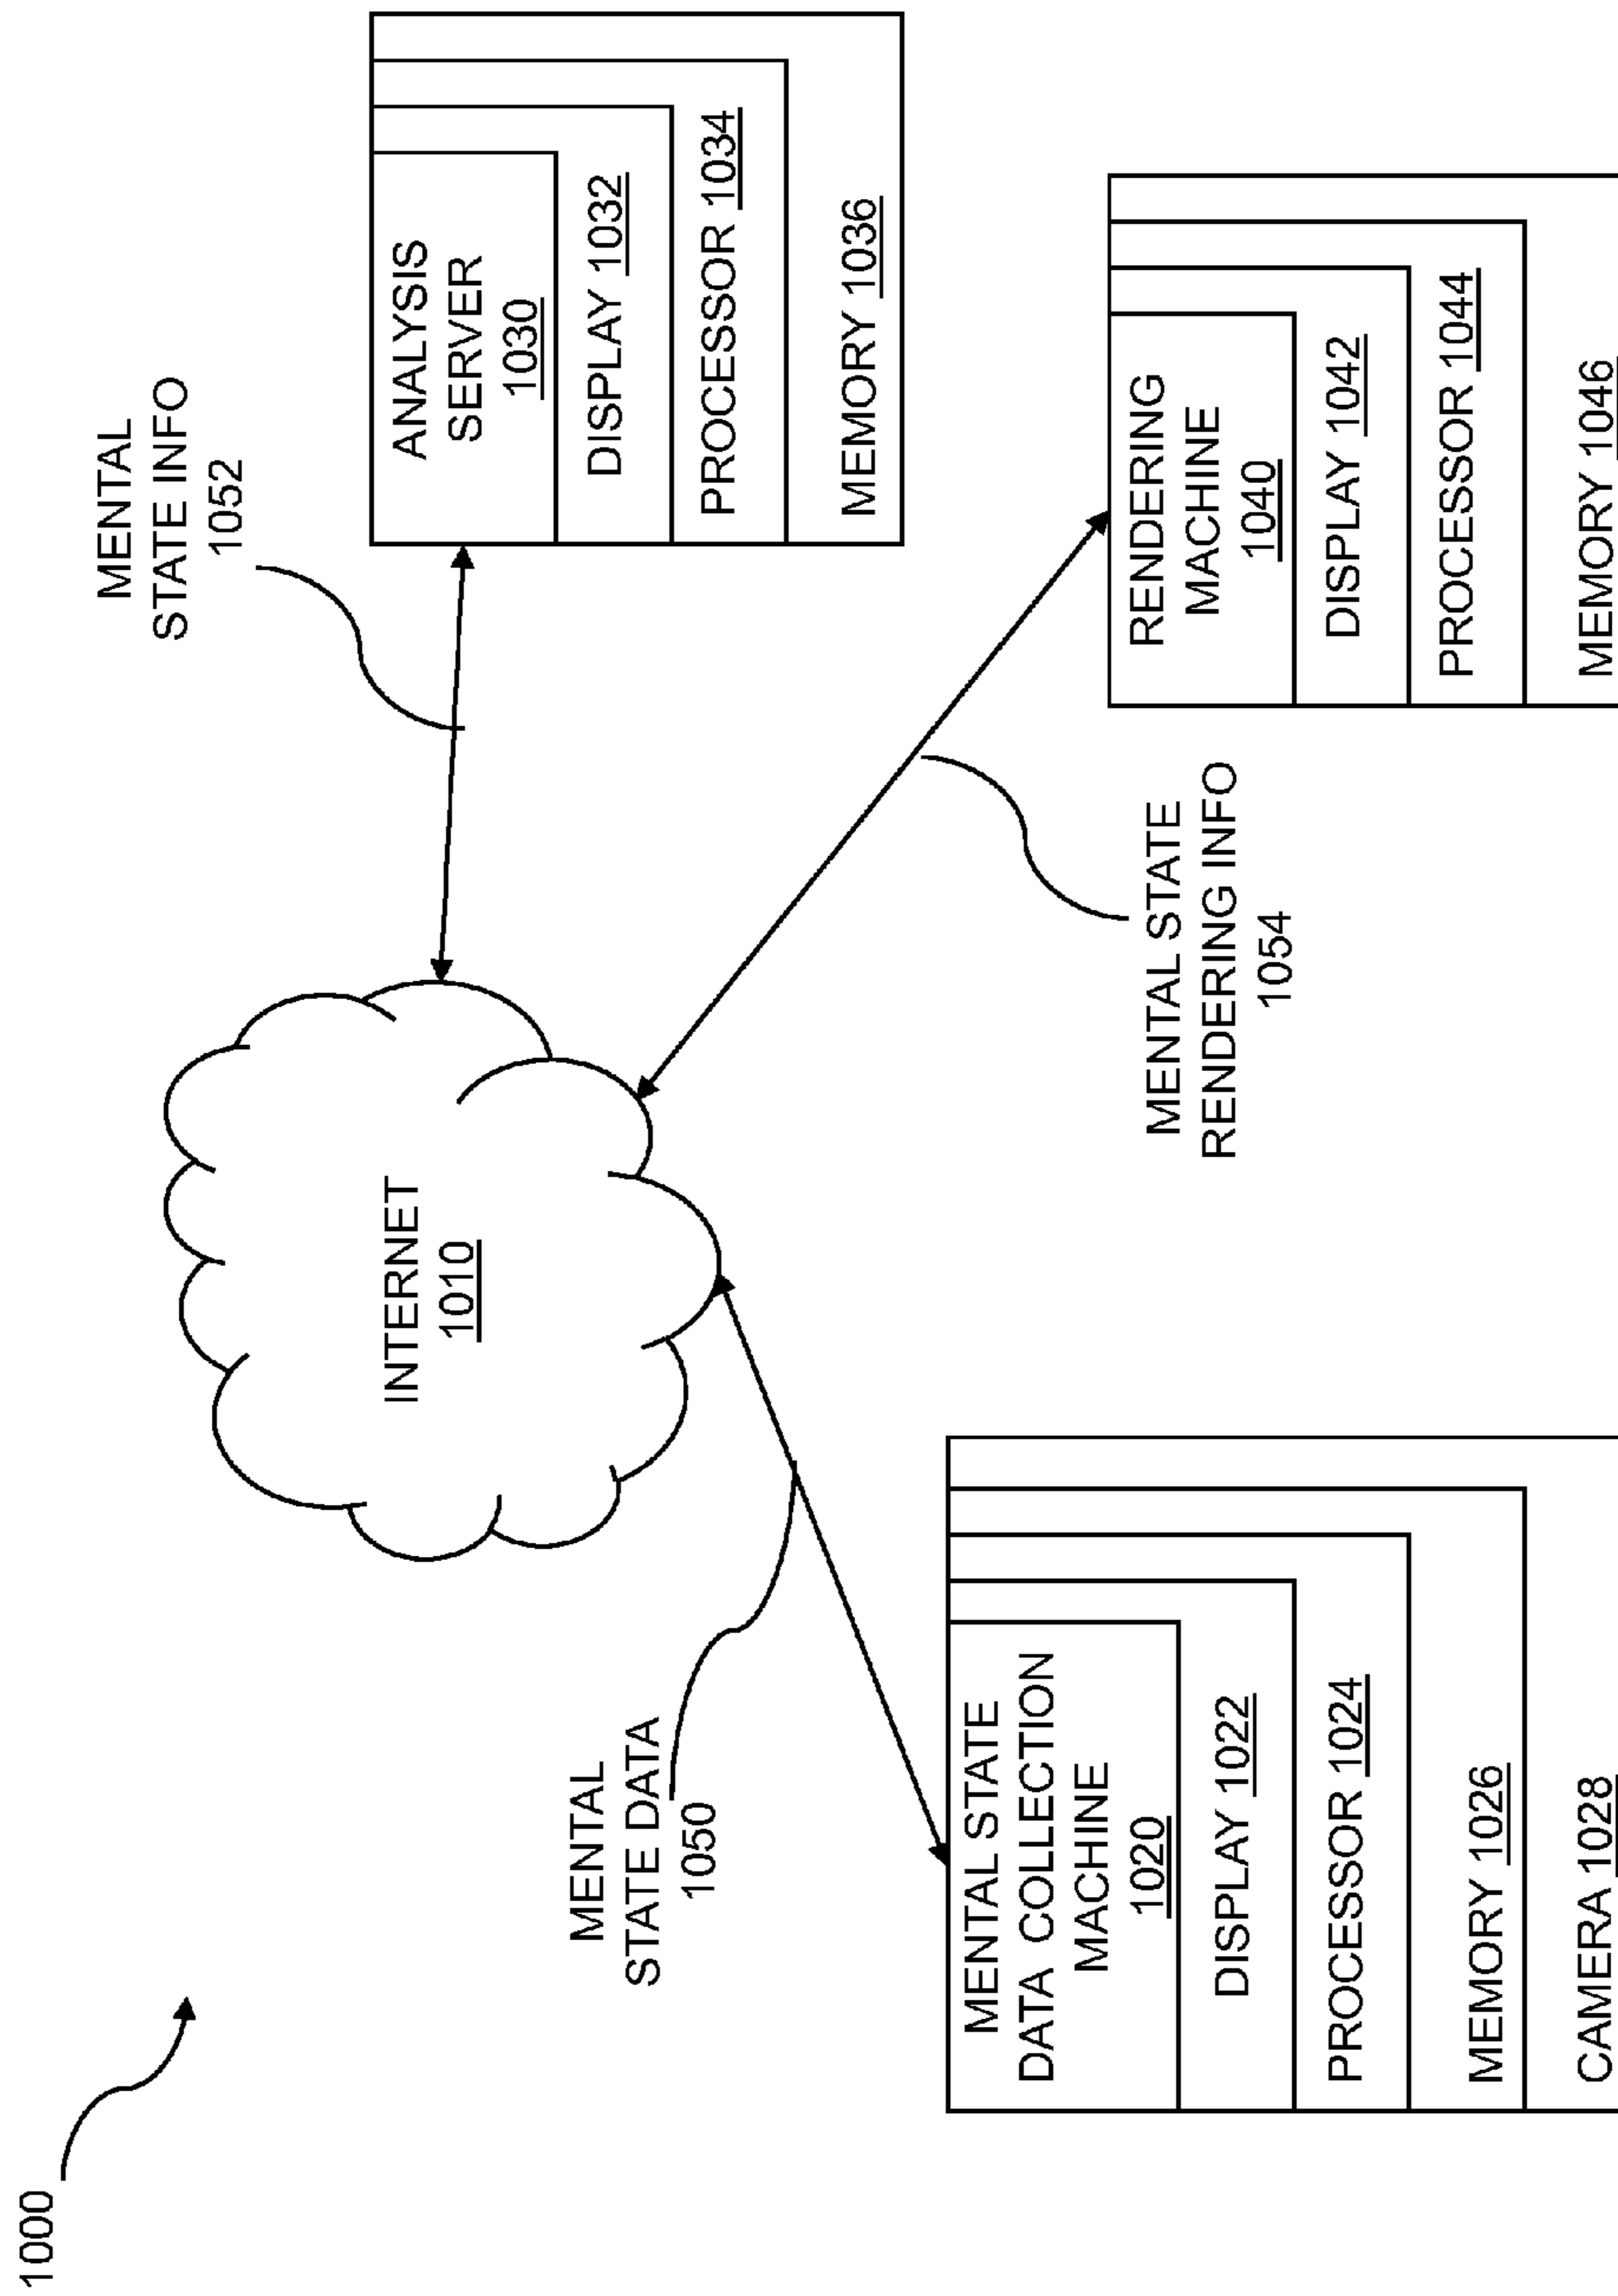 1000
INTERNET
1010
MENTAL
STATE INFO
1052
ANALYSIS
SERVER
1030
DISPLAY 1032
PROCESSOR 1034
MEMORY 1036
MENTAL
STATE DATA
1050
MENTAL STATE
RENDERING INFO
1054
MENTAL STATE
DATA COLLECTION
MACHINE
1020
DISPLAY 1022
PROCESSOR 1024
MEMORY 1026
CAMERA 1028
RENDERING
MACHINE
1040
DISPLAY 1042
PROCESSOR 1044
MEMORY 1046